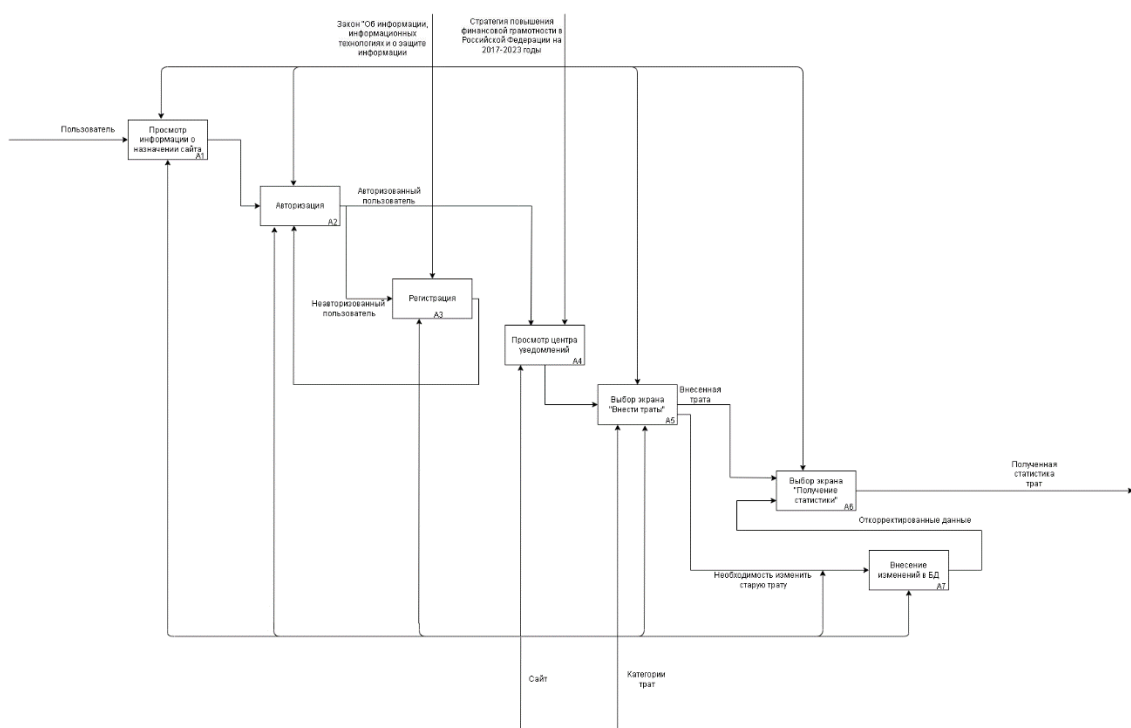 Закон "Об информации,
информационных
технологиях и о защите
информации
Стратегия повышения
финансовой грамотности в
Российской Федерации на
2017-2023 годы
Пользователь
Просмотр
информации о
назначении сайта
A1
Авторизация
A2
Авторизованный
пользователь
Неавторизованный
пользователь
Регистрация
A3
Просмотр центра
уведомлений
A4
Выбор экрана
"Внести траты"
A5
Внесенная
трата
Выбор экрана
"Получение
статистики"
A6
Полученная
статистика
трат
Откорректированные данные
Необходимость изменить
старую трату
Внесение
изменений в БД
A7
Сайт
Категории
трат